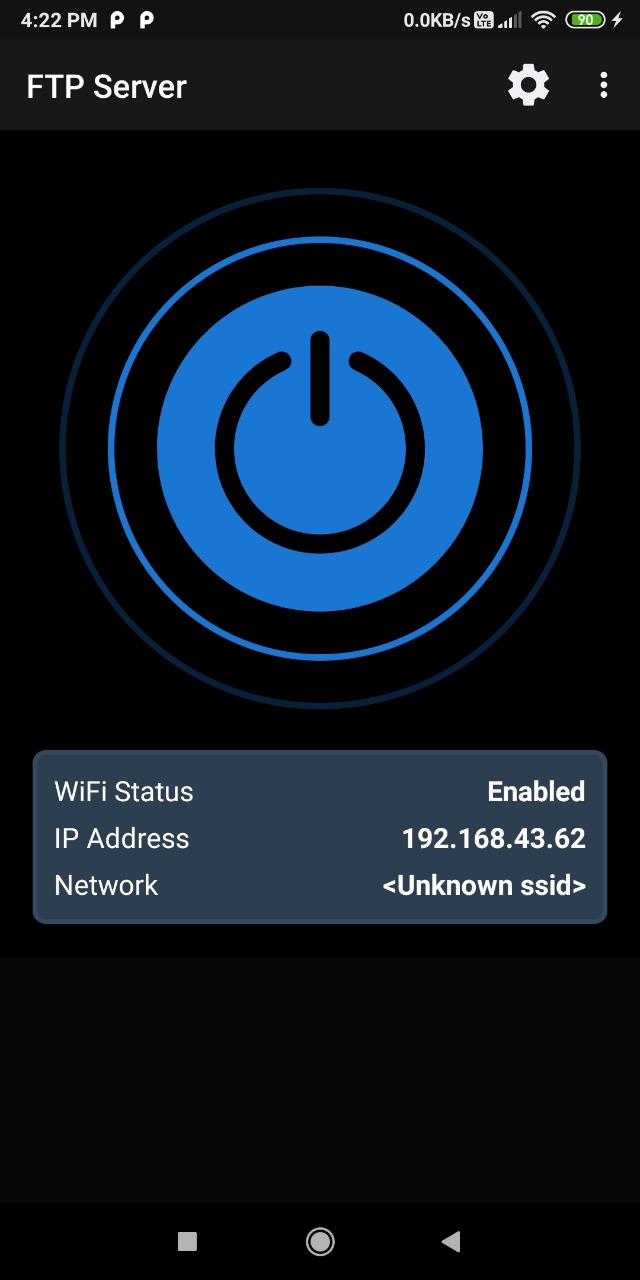 4:22 PM 0.0KB/s Vo LTE 90
FTP Server
WiFi Status Enabled
IP Address 192.168.43.62
Network <Unknown ssid>